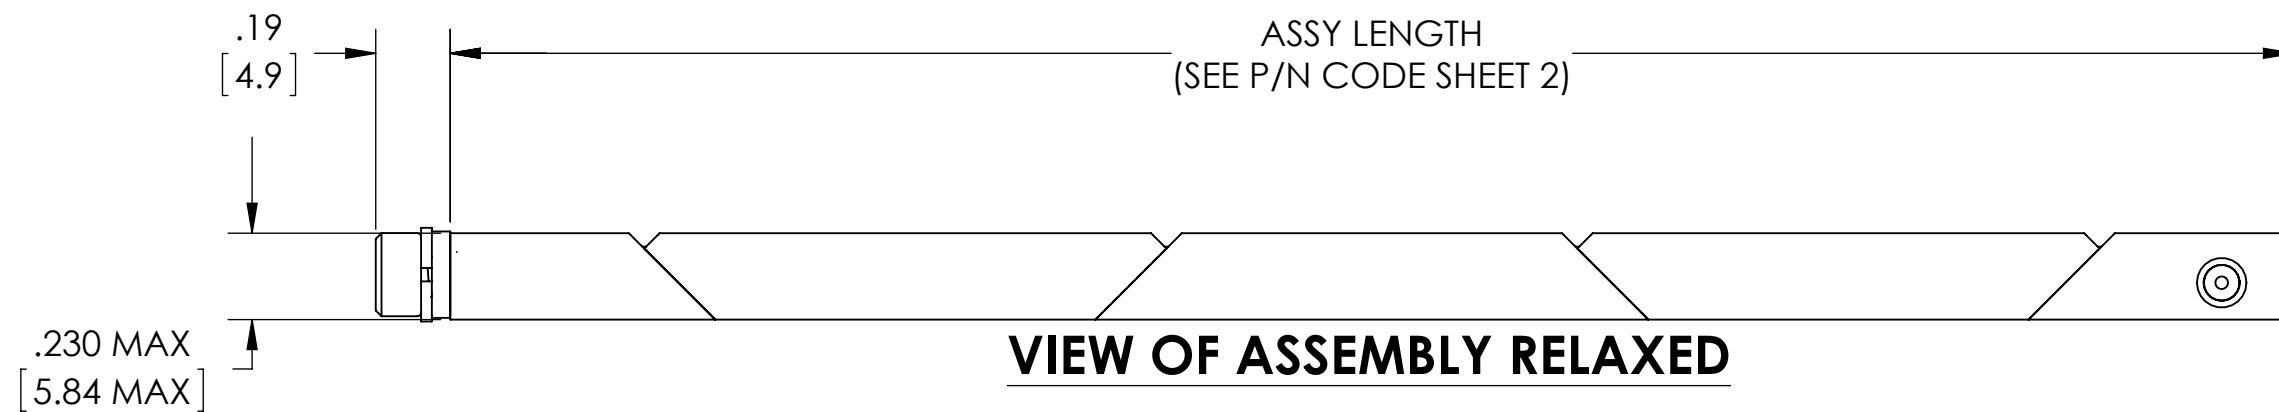 .19
[4.9]
ASSY LENGTH
(SEE P/N CODE SHEET 2)
.230 MAX
[5.84 MAX]
VIEW OF ASSEMBLY RELAXED